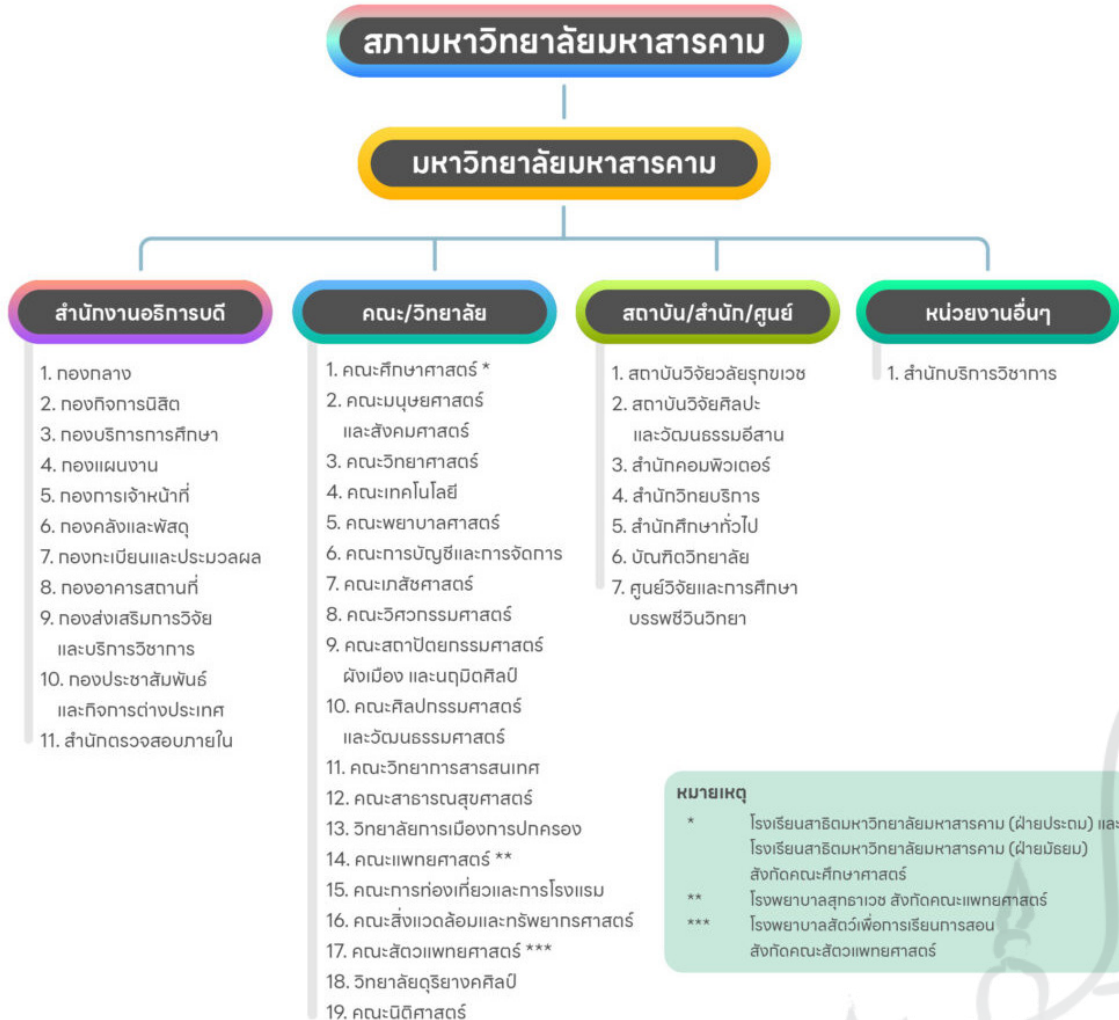 สภามหาวิทยาลัยมหาสารคาม
มหาวิทยาลัยมหาสารคาม
สำนักงานอธิการบดี
1. กองกลาง
2. กองกิจการนิสิต
3. กองบริการการศึกษา
4. กองแผนงาน
5. กองการเจ้าหน้าที่
6. กองคลังและพัสดุ
7. กองทะเบียนและประมวลผล
8. กองอาคารสถานที่
9. กองส่งเสริมการวิจัย
และบริการวิชาการ
10. กองประชาสัมพันธ์
และกิจการต่างประเทศ
11. สำนักตรวจสอบภายใน
คณะ/วิทยาลัย
1. คณะศึกษาศาสตร์ *
2. คณะมนุษยศาสตร์
และสังคมศาสตร์
3. คณะวิทยาศาสตร์
4. คณะเทคโนโลยี
5. คณะพยาบาลศาสตร์
6. คณะการบัญชีและการจัดการ
7. คณะเภสัชศาสตร์
8. คณะวิศวกรรมศาสตร์
9. คณะสถาปัตยกรรมศาสตร์
ผังเมือง และนฤมิตศิลป์
10. คณะศิลปกรรมศาสตร์
และวัฒนธรรมศาสตร์
11. คณะวิทยาการสารสนเทศ
12. คณะสาธารณสุขศาสตร์
13. วิทยาลัยการเมืองการปกครอง
14. คณะแพทยศาสตร์ **
15. คณะการท่องเที่ยวและการโรงแรม
16. คณะสิ่งแวดล้อมและทรัพยากรศาสตร์
17. คณะสัตวแพทยศาสตร์ ***
18. วิทยาลัยดุริยางคศิลป์
19. คณะนิติศาสตร์
สถาบัน/สำนัก/ศูนย์
1. สถาบันวิจัยวลัยรุกขเวช
2. สถาบันวิจัยศิลปะ
และวัฒนธรรมอีสาน
3. สำนักคอมพิวเตอร์
4. สำนักวิทยบริการ
5. สำนักศึกษาทั่วไป
6. บัณฑิตวิทยาลัย
7. ศูนย์วิจัยและการศึกษา
บรรพชีวินวิทยา
หน่วยงานอื่นๆ
1. สำนักบริการวิชาการ
หมายเหตุ
* โรงเรียนสาธิตมหาวิทยาลัยมหาสารคาม (ฝ่ายประถม) และ
โรงเรียนสาธิตมหาวิทยาลัยมหาสารคาม (ฝ่ายมัธยม)
สังกัดคณะศึกษาศาสตร์
** โรงพยาบาลสุทธาเวช สังกัดคณะแพทยศาสตร์
*** โรงพยาบาลสัตว์เพื่อการเรียนการสอน
สังกัดคณะสัตวแพทยศาสตร์